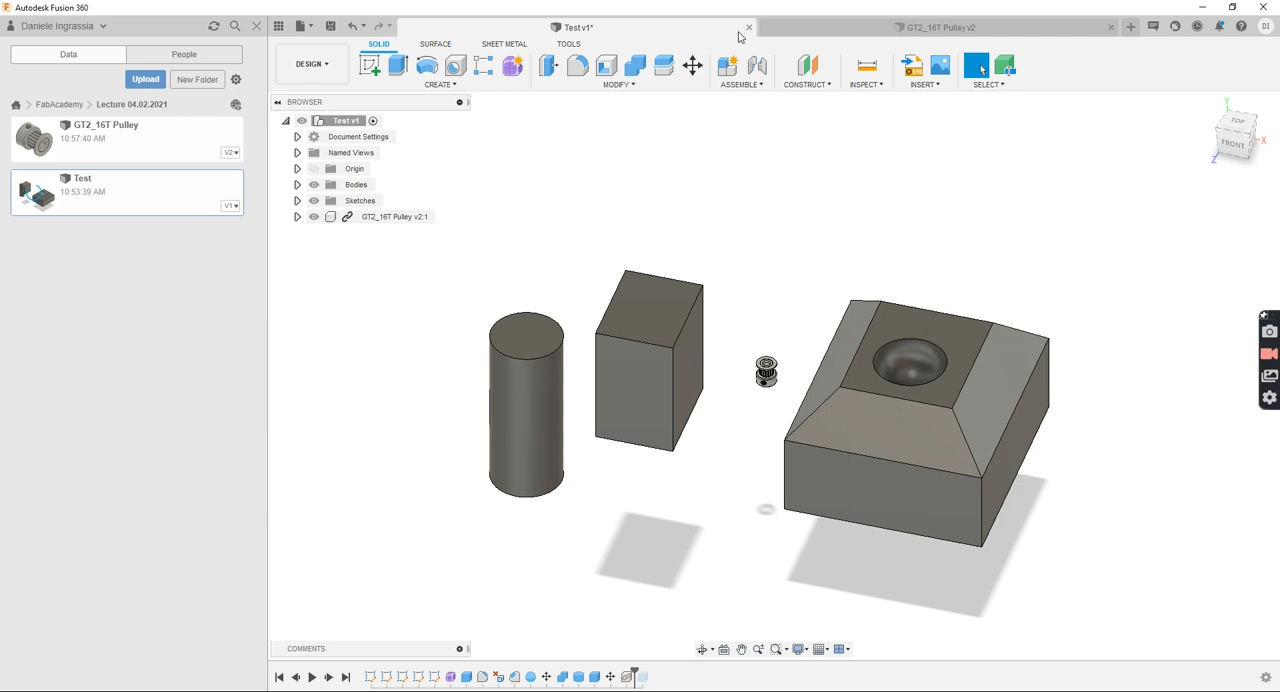 Autodesk Fusion 360
Daniele Ingrassia
Test v1*
GT2_16T Pulley v2
DI
Data
People
Upload
New Folder
FabAcademy
Lecture 04.02.2021
GT2_16T Pulley
10:57:40 AM
V2
Test
10:53:39 AM
V1
DESIGN
SOLID
SURFACE
SHEET METAL
TOOLS
CREATE
MODIFY
ASSEMBLE
CONSTRUCT
INSPECT
INSERT
SELECT
BROWSER
Test v1
Document Settings
Named Views
Origin
Bodies
Sketches
GT2_16T Pulley v2:1
Y
TOP
FRONT
X
Z
COMMENTS